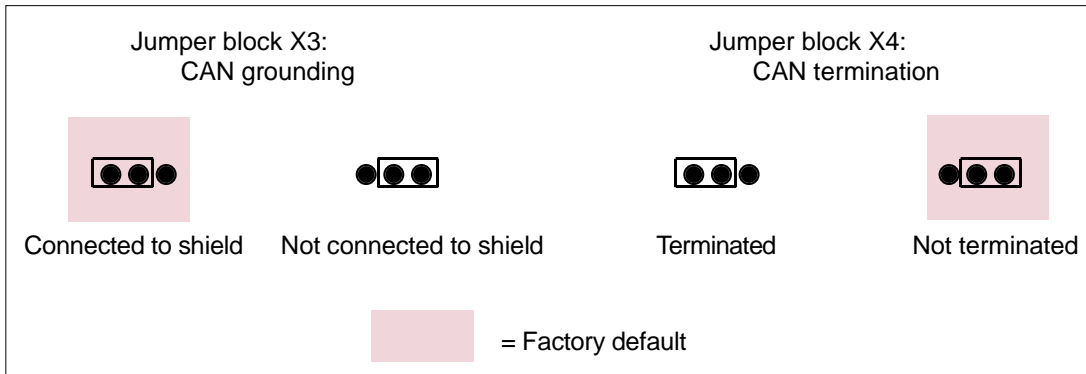 Jumper block X3:
CAN grounding
Jumper block X4:
CAN termination
Connected to shield
Not connected to shield
Terminated
Not terminated
= Factory default